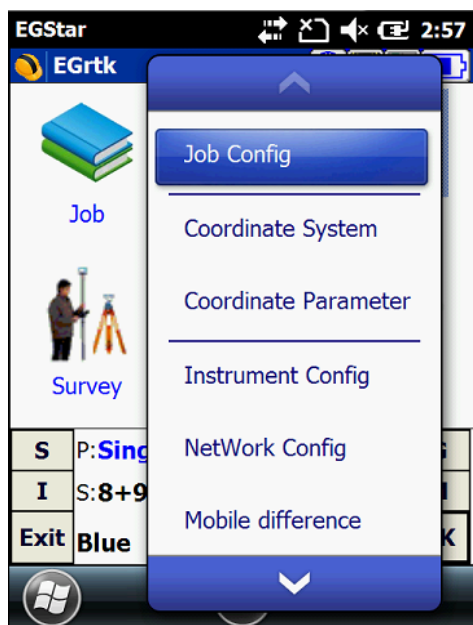 EGStar 2:57
EGrtk
Job Config
Job
Coordinate System
Coordinate Parameter
Survey
Instrument Config
S P:Sing
NetWork Config
I S:8+9
Mobile difference
Exit Blue K